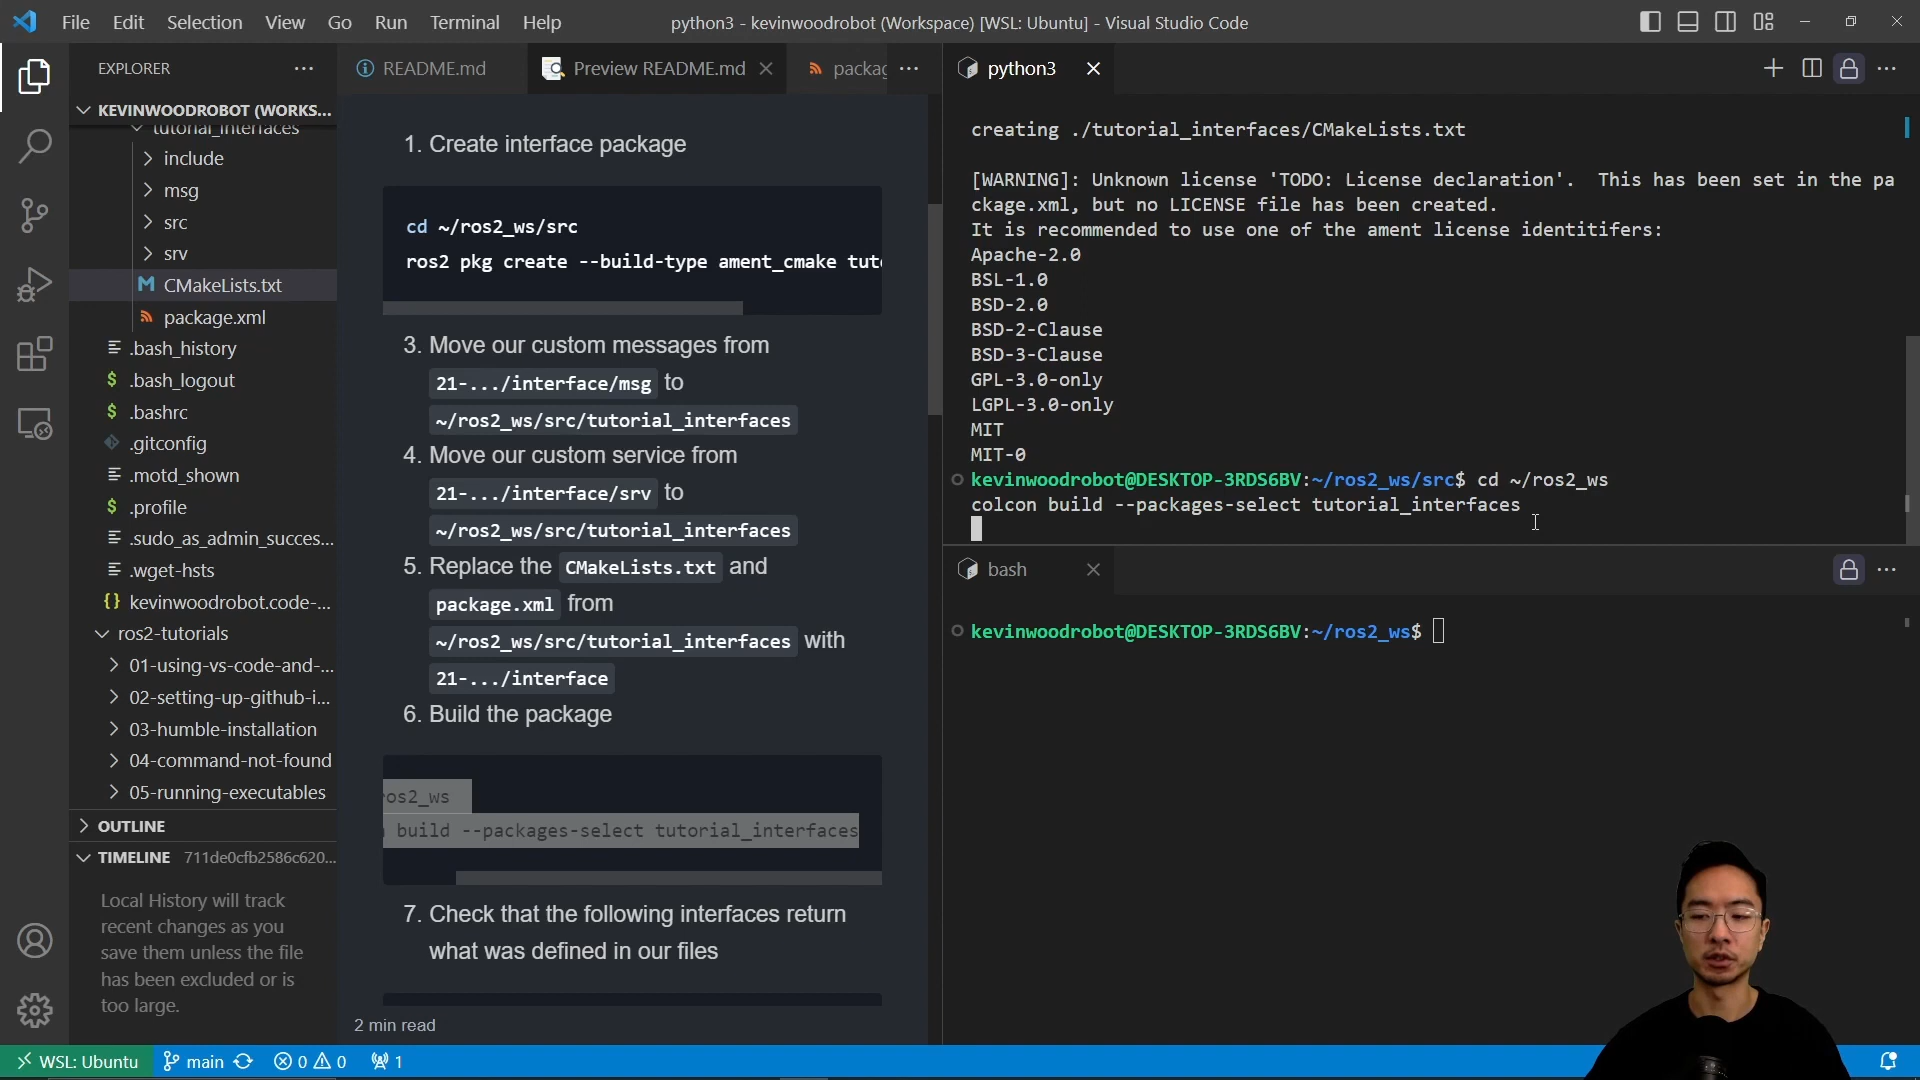 File Edit Selection View Go Run Terminal Help
python3 - kevinwoodrobot (Workspace) [WSL: Ubuntu] - Visual Studio Code
EXPLORER
KEVINWOODROBOT (WORKS...
tutorial_interfaces
include
msg
src
srv
CMakeLists.txt
package.xml
.bash_history
.bash_logout
.bashrc
.gitconfig
.motd_shown
.profile
.sudo_as_admin_succes...
.wget-hsts
kevinwoodrobot.code-...
ros2-tutorials
01-using-vs-code-and-...
02-setting-up-github-i...
03-humble-installation
04-command-not-found
05-running-executables
OUTLINE
TIMELINE 711de0cfb2586c620...
Local History will track
recent changes as you
save them unless the file
has been excluded or is
too large.
README.md
Preview README.md
packag
1. Create interface package
cd ~/ros2_ws/src
ros2 pkg create --build-type ament_cmake tut
3. Move our custom messages from
21-.../interface/msg to
~/ros2_ws/src/tutorial_interfaces
4. Move our custom service from
21-.../interface/srv to
~/ros2_ws/src/tutorial_interfaces
5. Replace the CMakeLists.txt and
package.xml from
~/ros2_ws/src/tutorial_interfaces with
21-.../interface
6. Build the package
os2_ws
build --packages-select tutorial_interfaces
7. Check that the following interfaces return
what was defined in our files
2 min read
python3
creating ./tutorial_interfaces/CMakeLists.txt
[WARNING]: Unknown license 'TODO: License declaration'.  This has been set in the pa
ckage.xml, but no LICENSE file has been created.
It is recommended to use one of the ament license identitifers:
Apache-2.0
BSL-1.0
BSD-2.0
BSD-2-Clause
BSD-3-Clause
GPL-3.0-only
LGPL-3.0-only
MIT
MIT-0
kevinwoodrobot@DESKTOP-3RDS6BV:~/ros2_ws/src$ cd ~/ros2_ws
colcon build --packages-select tutorial_interfaces
bash
kevinwoodrobot@DESKTOP-3RDS6BV:~/ros2_ws$
WSL: Ubuntu main 0 0 1